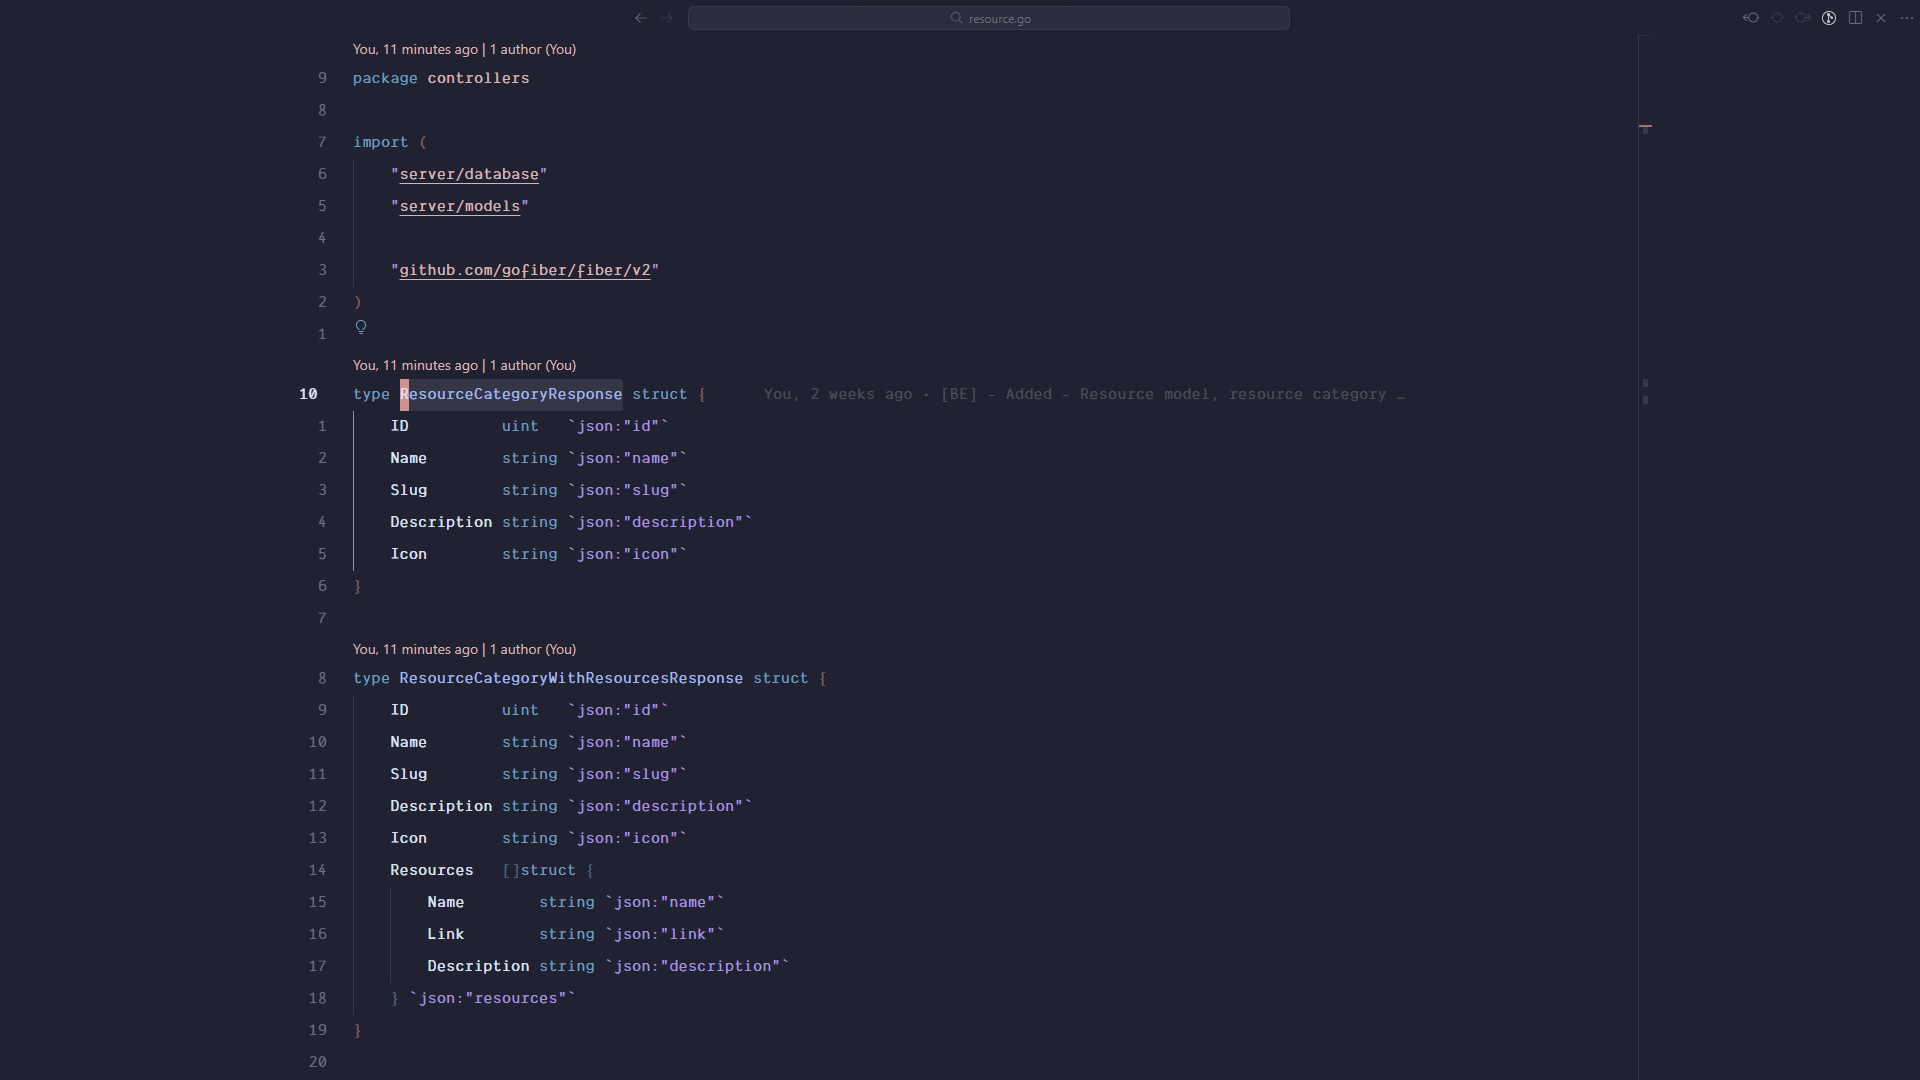 resource.go
You, 11 minutes ago | 1 author (You)
9 package controllers
8
7 import (
6 "server/database"
5 "server/models"
4
3 "github.com/gofiber/fiber/v2"
2 )
1
You, 11 minutes ago | 1 author (You)
10 type ResourceCategoryResponse struct { You, 2 weeks ago • [BE] - Added - Resource model, resource category …
1 ID uint `json:"id"`
2 Name string `json:"name"`
3 Slug string `json:"slug"`
4 Description string `json:"description"`
5 Icon string `json:"icon"`
6 }
7
You, 11 minutes ago | 1 author (You)
8 type ResourceCategoryWithResourcesResponse struct {
9 ID uint `json:"id"`
10 Name string `json:"name"`
11 Slug string `json:"slug"`
12 Description string `json:"description"`
13 Icon string `json:"icon"`
14 Resources []struct {
15 Name string `json:"name"`
16 Link string `json:"link"`
17 Description string `json:"description"`
18 } `json:"resources"`
19 }
20